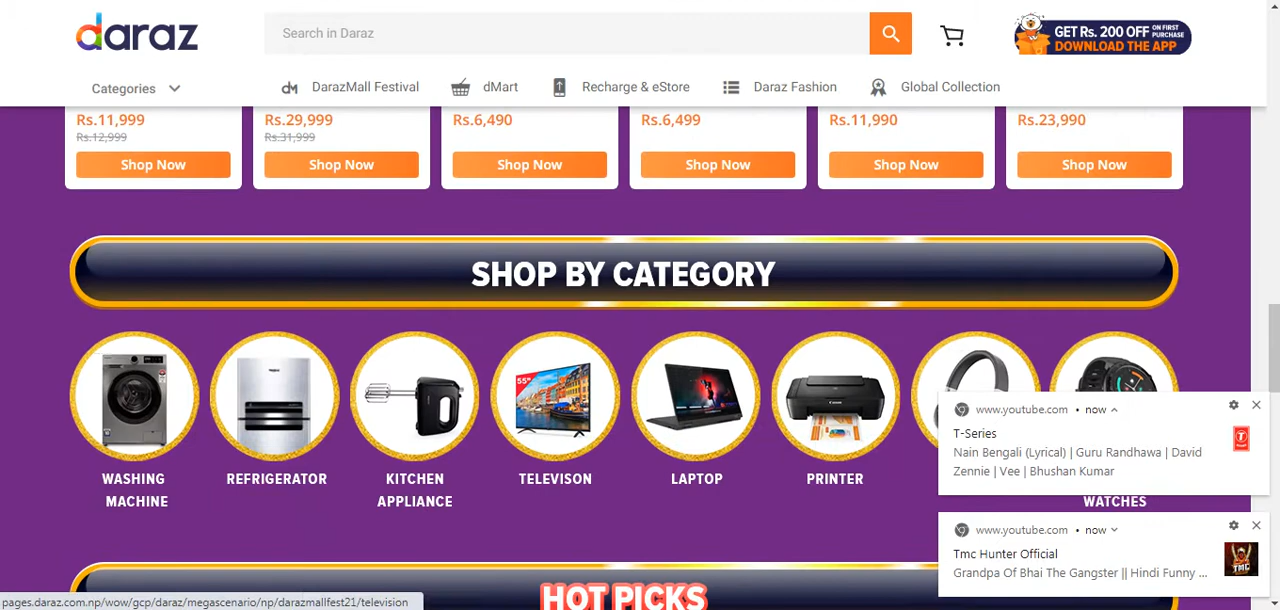 daraz
Search in Daraz
GET Rs. 200 OFF ON FIRST PURCHASE
DOWNLOAD THE APP
Categories
dm DarazMall Festival
dMart
Recharge & eStore
Daraz Fashion
Global Collection
Rs.11,999 Rs.29,999 Rs.6,490 Rs.6,499 Rs.11,990 Rs.23,990
Rs.12,999 Rs.31,999
Shop Now Shop Now Shop Now Shop Now Shop Now Shop Now
SHOP BY CATEGORY
55"
WASHING
MACHINE
REFRIGERATOR
KITCHEN
APPLIANCE
TELEVISON
LAPTOP
PRINTER
WATCHES
www.youtube.com • now
T-Series
Nain Bengali (Lyrical) | Guru Randhawa | David
Zennie | Vee | Bhushan Kumar
www.youtube.com • now
Tmc Hunter Official
Grandpa Of Bhai The Gangster || Hindi Funny ...
HOT PICKS
pages.daraz.com.np/wow/gcp/daraz/megascenario/np/darazmallfest21/television